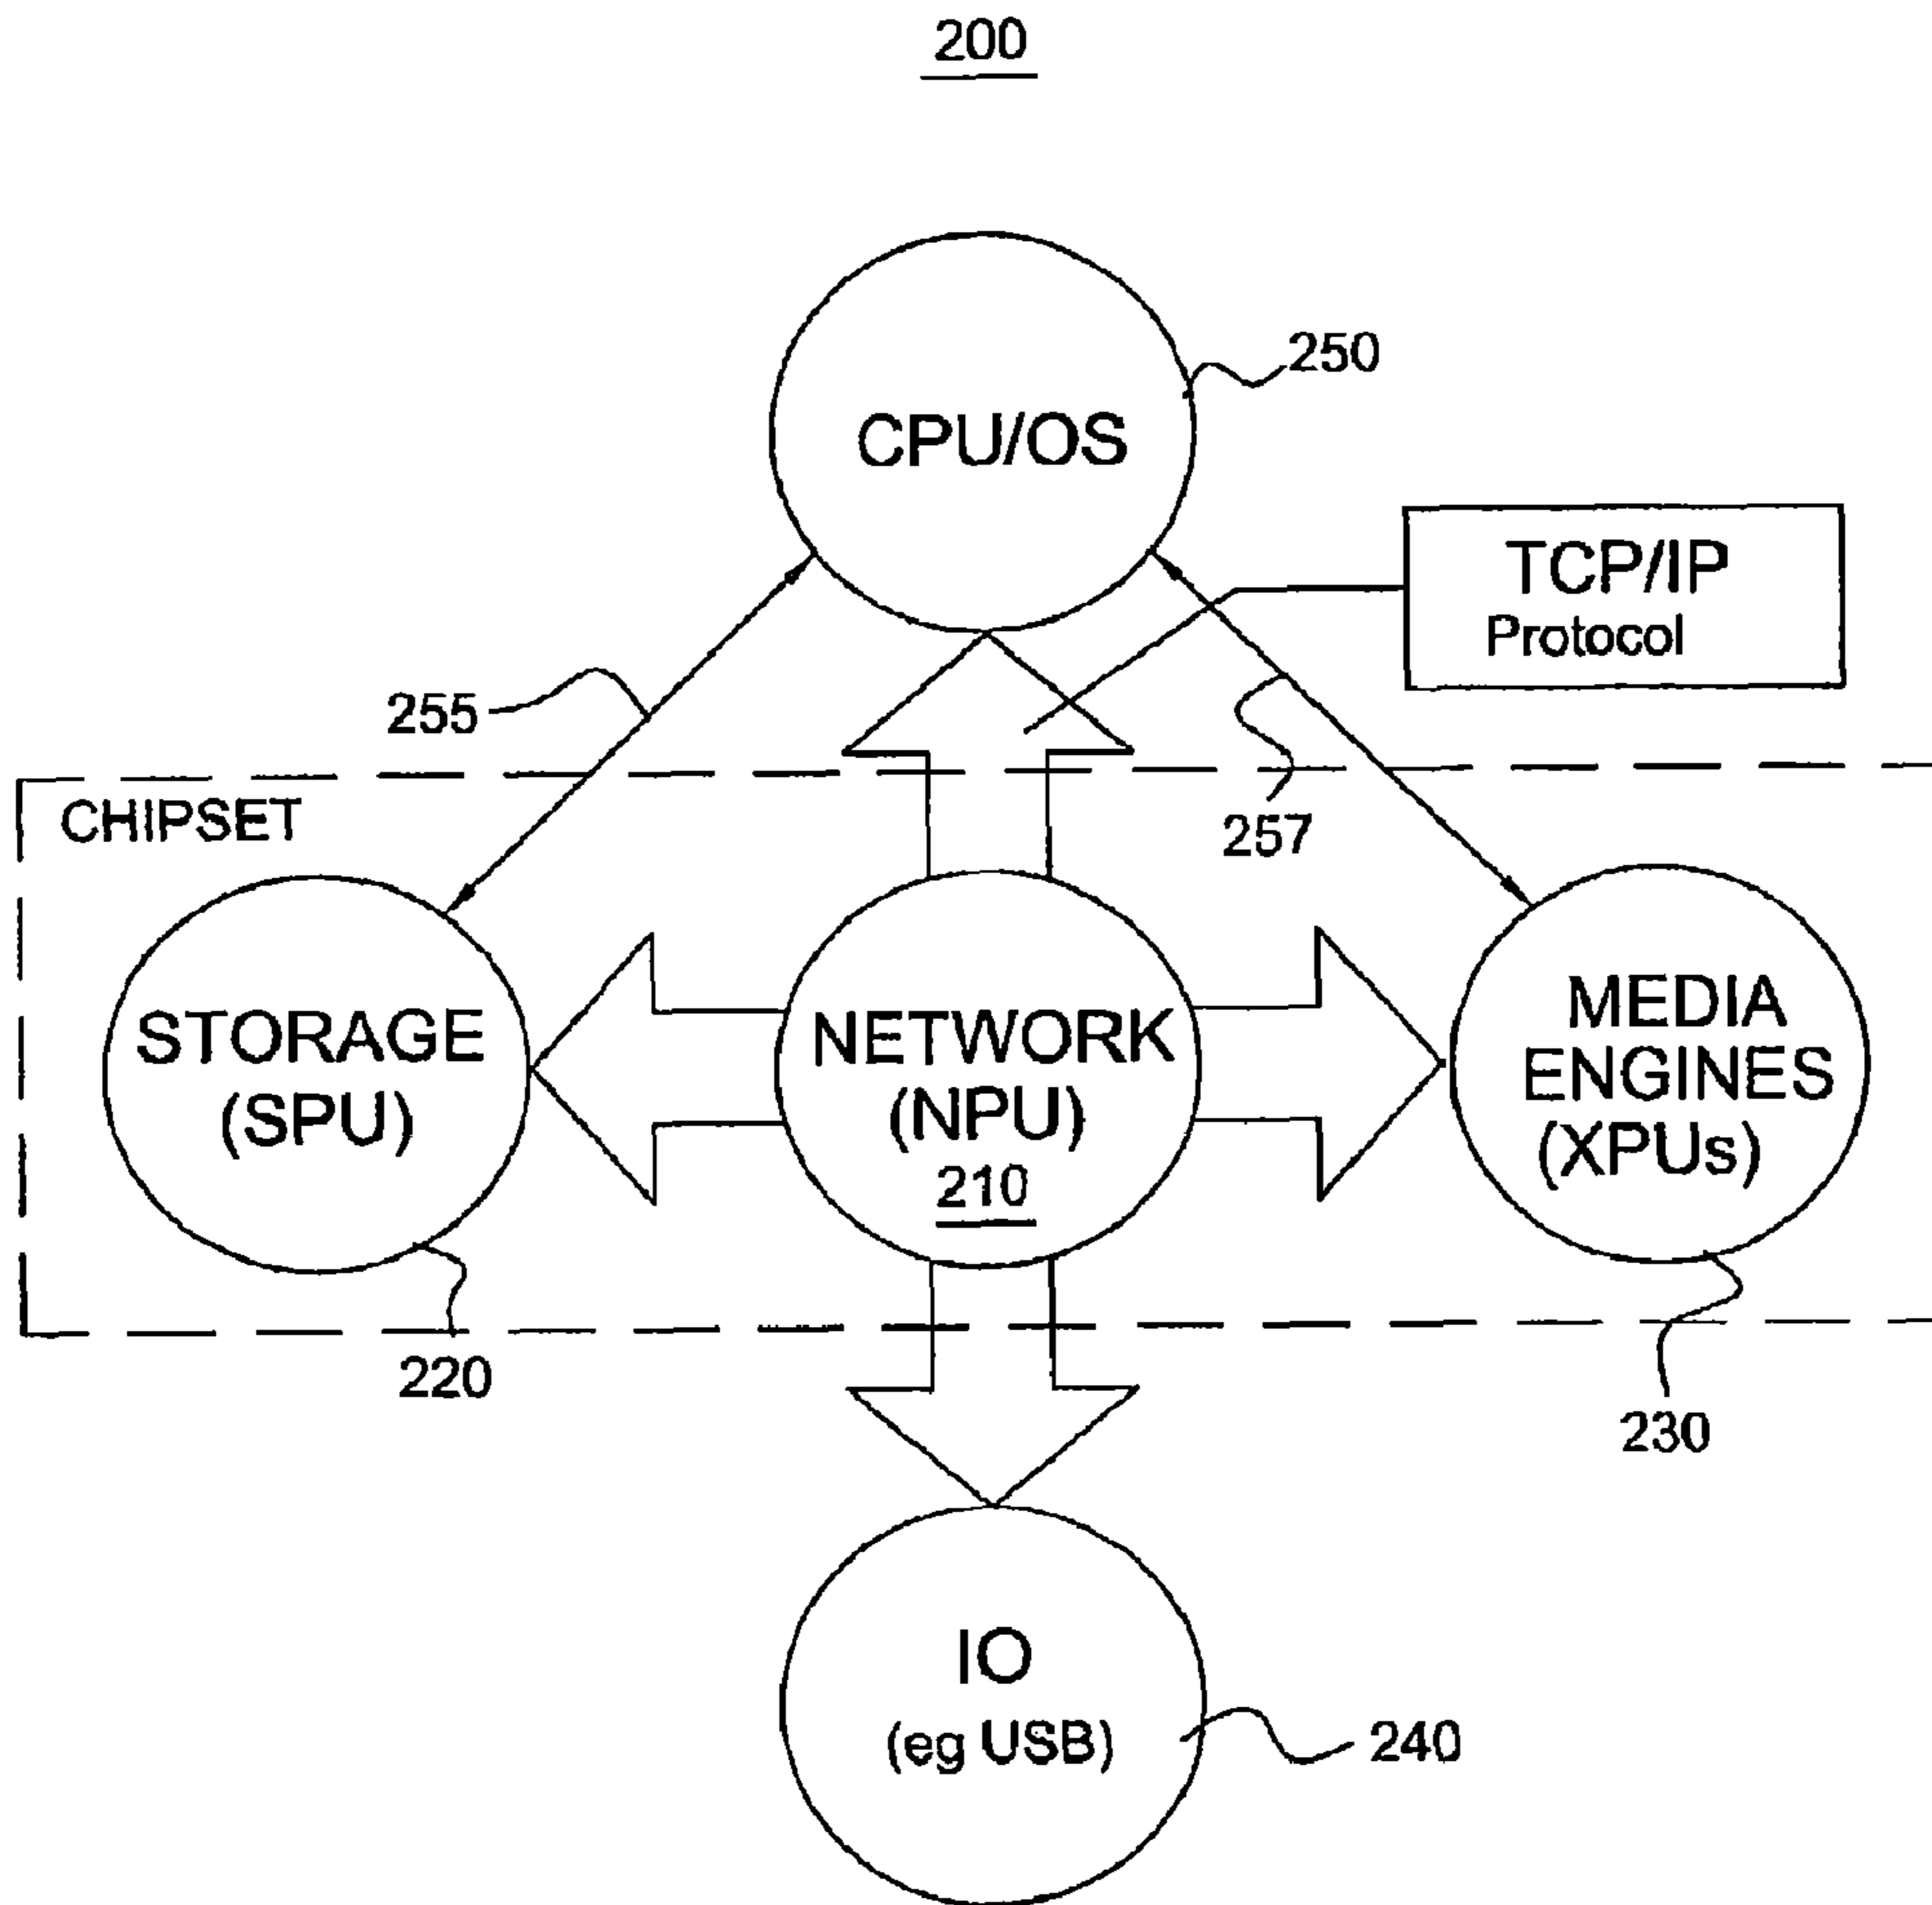 200
CPU/OS
250
TCP/IP
Protocol
255
CHIPSET
257
STORAGE
(SPU)
NETWORK
(NPU)
210
MEDIA
ENGINES
(XPUs)
220
230
IO
(eg USB)
240